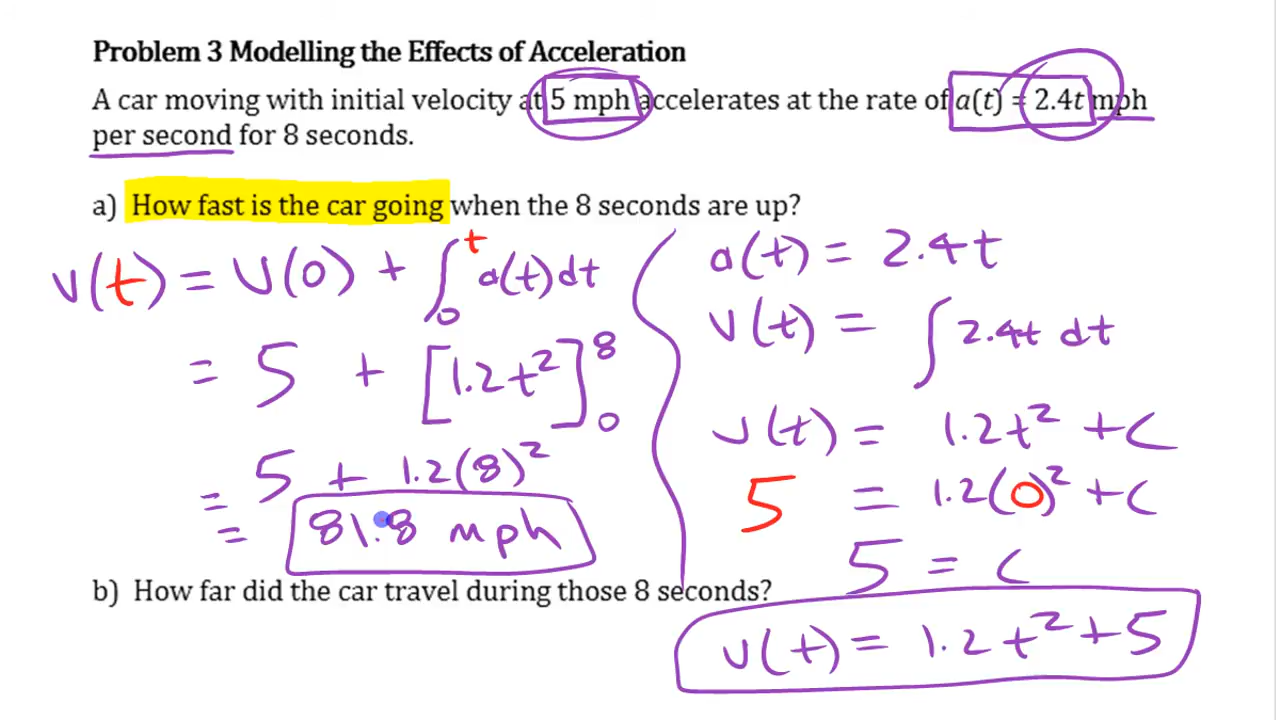 Problem 3 Modelling the Effects of Acceleration
A car moving with initial velocity at 5 mph accelerates at the rate of a(t) = 2.4t mph
per second for 8 seconds.
a) How fast is the car going when the 8 seconds are up?
v(t) = v(0) + ∫₀ᵗ a(t)dt
= 5 + [1.2t²]₀⁸
= 5 + 1.2(8)²
= 81.8 mph
a(t) = 2.4t
v(t) = ∫ 2.4t dt
v(t) = 1.2t² + C
5 = 1.2(0)² + C
5 = C
v(t) = 1.2t² + 5
b) How far did the car travel during those 8 seconds?